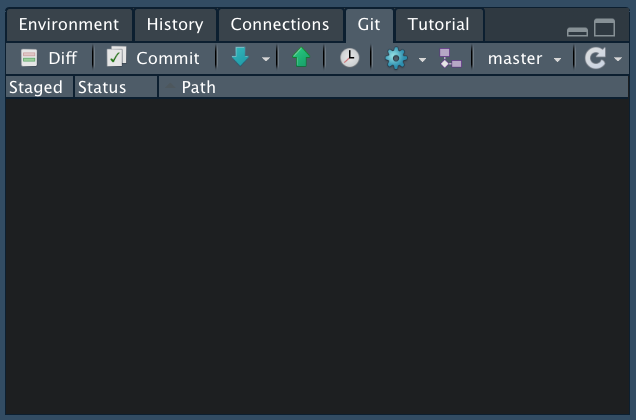 Environment History Connections Git Tutorial
Diff Commit master
Staged Status Path